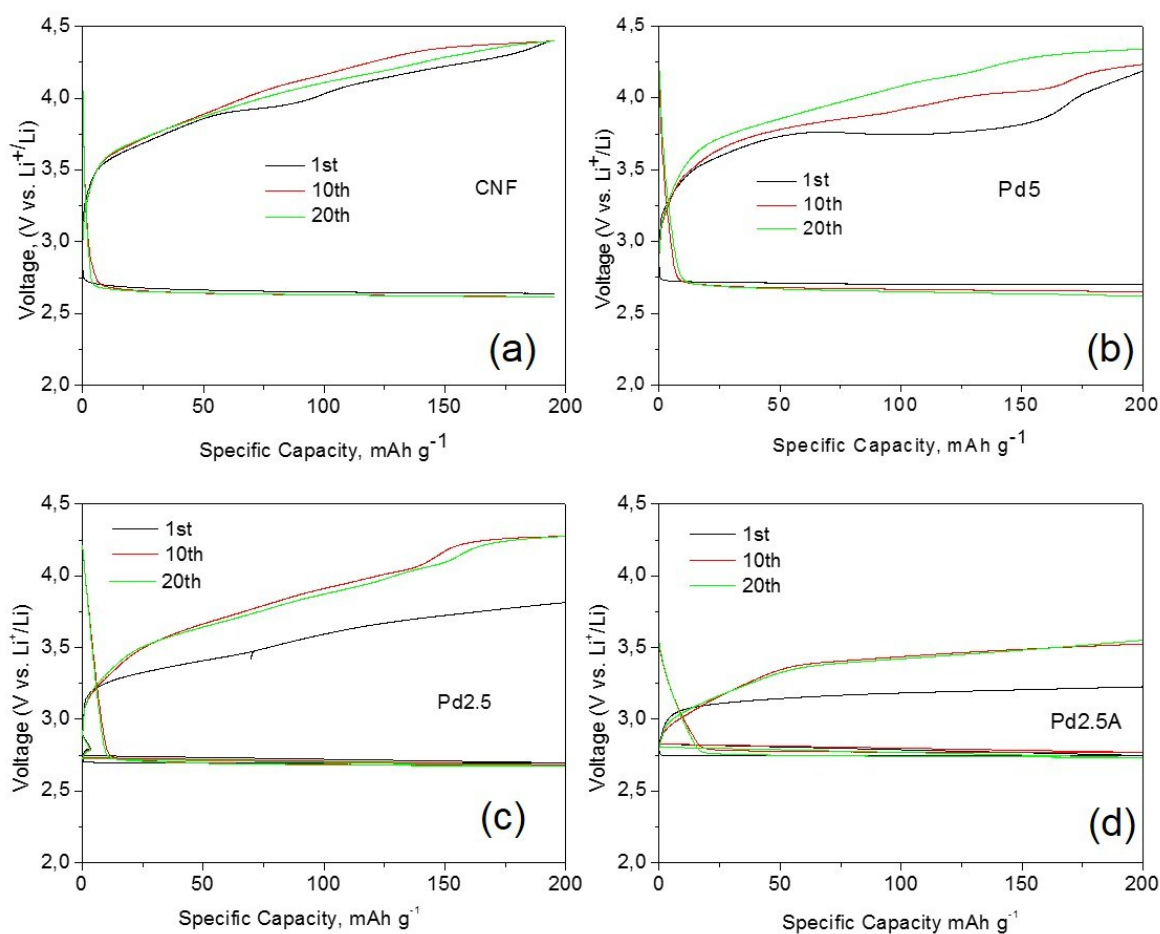 4,5
4,0
3,5
3,0
2,5
2,0
Voltage, (V vs. Li+/Li)
1st
10th
20th
CNF
(a)
0
50
100
150
200
Specific Capacity, mAh g-1
4,5
4,0
3,5
3,0
2,5
2,0
Voltage (V vs. Li+/Li)
Pd5
1st
10th
20th
(b)
0
50
100
150
200
Specific Capacity, mAh g-1
4,5
4,0
3,5
3,0
2,5
2,0
Voltage (V vs. Li+/Li)
1st
10th
20th
Pd2.5
(c)
0
50
100
150
200
Specific Capacity, mAh g-1
4,5
4,0
3,5
3,0
2,5
2,0
Voltage (V vs. Li+/Li)
1st
10th
20th
Pd2.5A
(d)
0
50
100
150
200
Specific Capacity mAh g-1